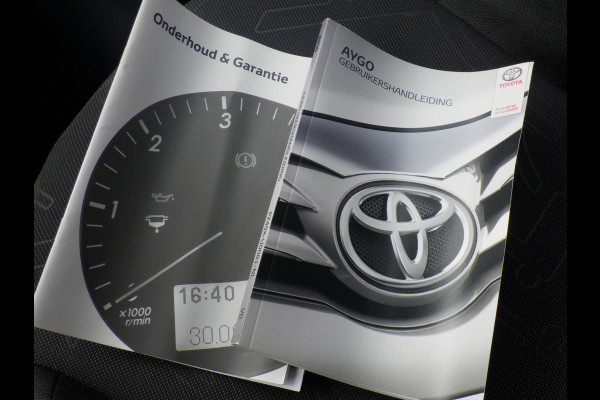 Onderhoud & Garantie
3
2
1
x1000
r/min
16:40
30.0
AYGO
GEBRUIKERSHANDLEIDING
TOYOTA